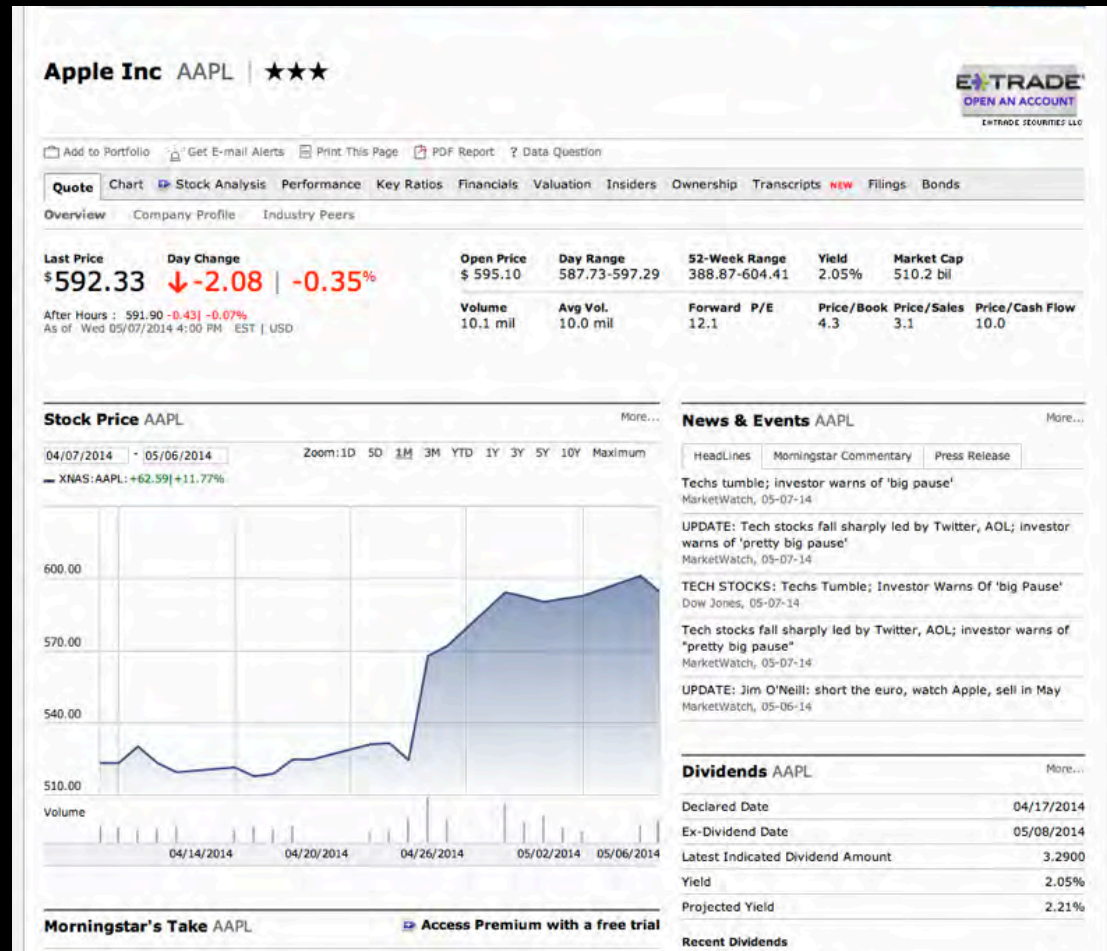 Apple Inc AAPL | ★★★
E*TRADE
OPEN AN ACCOUNT
E*TRADE SECURITIES LLC
Add to Portfolio Get E-mail Alerts Print This Page PDF Report ? Data Question
Quote Chart Stock Analysis Performance Key Ratios Financials Valuation Insiders Ownership Transcripts NEW Filings Bonds
Overview Company Profile Industry Peers
Last Price Day Change Open Price Day Range 52-Week Range Yield Market Cap
$592.33 ↓-2.08 | -0.35% $ 595.10 587.73-597.29 388.87-604.41 2.05% 510.2 bil
After Hours : 591.90 -0.43| -0.07%
As of Wed 05/07/2014 4:00 PM EST | USD
Volume Avg Vol. Forward P/E Price/Book Price/Sales Price/Cash Flow
10.1 mil 10.0 mil 12.1 4.3 3.1 10.0
Stock Price AAPL More...
04/07/2014 - 05/06/2014 Zoom:1D 5D 1M 3M YTD 1Y 3Y 5Y 10Y Maximum
XNAS:AAPL: +62.59|+11.77%
600.00
570.00
540.00
510.00
Volume
04/14/2014 04/20/2014 04/26/2014 05/02/2014 05/06/2014
Morningstar's Take AAPL Access Premium with a free trial
News & Events AAPL More...
HeadLines Morningstar Commentary Press Release
Techs tumble; investor warns of 'big pause'
MarketWatch, 05-07-14
UPDATE: Tech stocks fall sharply led by Twitter, AOL; investor
warns of 'pretty big pause'
MarketWatch, 05-07-14
TECH STOCKS: Techs Tumble; Investor Warns Of 'big Pause'
Dow Jones, 05-07-14
Tech stocks fall sharply led by Twitter, AOL; investor warns of
"pretty big pause"
MarketWatch, 05-07-14
UPDATE: Jim O'Neill: short the euro, watch Apple, sell in May
MarketWatch, 05-06-14
Dividends AAPL More...
Declared Date 04/17/2014
Ex-Dividend Date 05/08/2014
Latest Indicated Dividend Amount 3.2900
Yield 2.05%
Projected Yield 2.21%
Recent Dividends